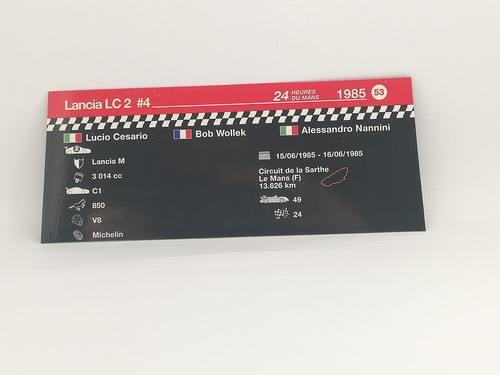 Lancia LC 2 #4
24 HEURES DU MANS
1985 53
Lucio Cesario
Bob Wollek
Alessandro Nannini
Lancia M
3 014 cc
C1
850
V8
Michelin
15/06/1985 - 16/06/1985
Circuit de la Sarthe
Le Mans (F)
13.626 km
49
24